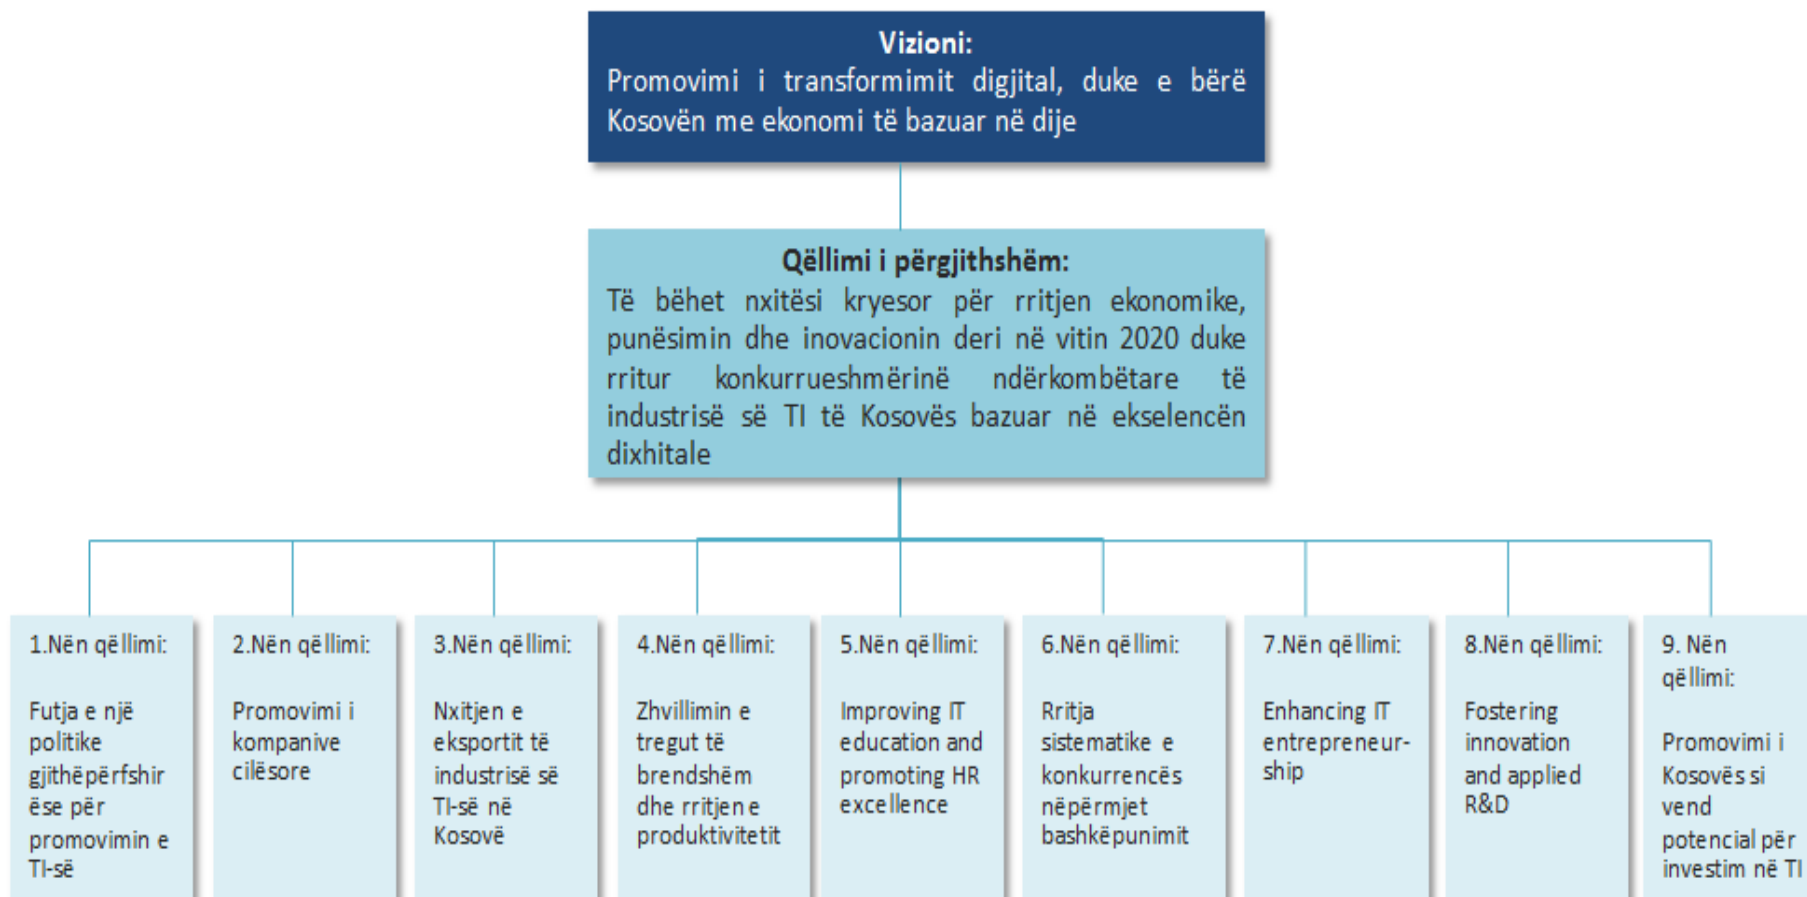 Vizioni:
Promovimi i transformimit digjital, duke e bërë
Kosovën me ekonomi të bazuar në dije
Qëllimi i përgjithshëm:
Të bëhet nxitësi kryesor për rritjen ekonomike,
punësimin dhe inovacionin deri në vitin 2020 duke
rritur konkurrueshmërinë ndërkombëtare të
industrisë së TI të Kosovës bazuar në ekselencën
dixhitale
1.Nën qëllimi:
Futja e një
politike
gjithëpërfshir
ëse për
promovimin e
TI-së
2.Nën qëllimi:
Promovimi i
kompanive
cilësore
3.Nën qëllimi:
Nxitjen e
eksportit të
industrisë së
TI-së në
Kosovë
4.Nën qëllimi:
Zhvillimin e
tregut të
brendshëm
dhe rritjen e
produktivitetit
5.Nën qëllimi:
Improving IT
education and
promoting HR
excellence
6.Nën qëllimi:
Rritja
sistematike e
konkurrencës
nëpërmjet
bashkëpunimit
7.Nën qëllimi:
Enhancing IT
entrepreneur-
ship
8.Nën qëllimi:
Fostering
innovation
and applied
R&D
9. Nën
qëllimi:
Promovimi i
Kosovës si
vend
potencial për
investim në TI